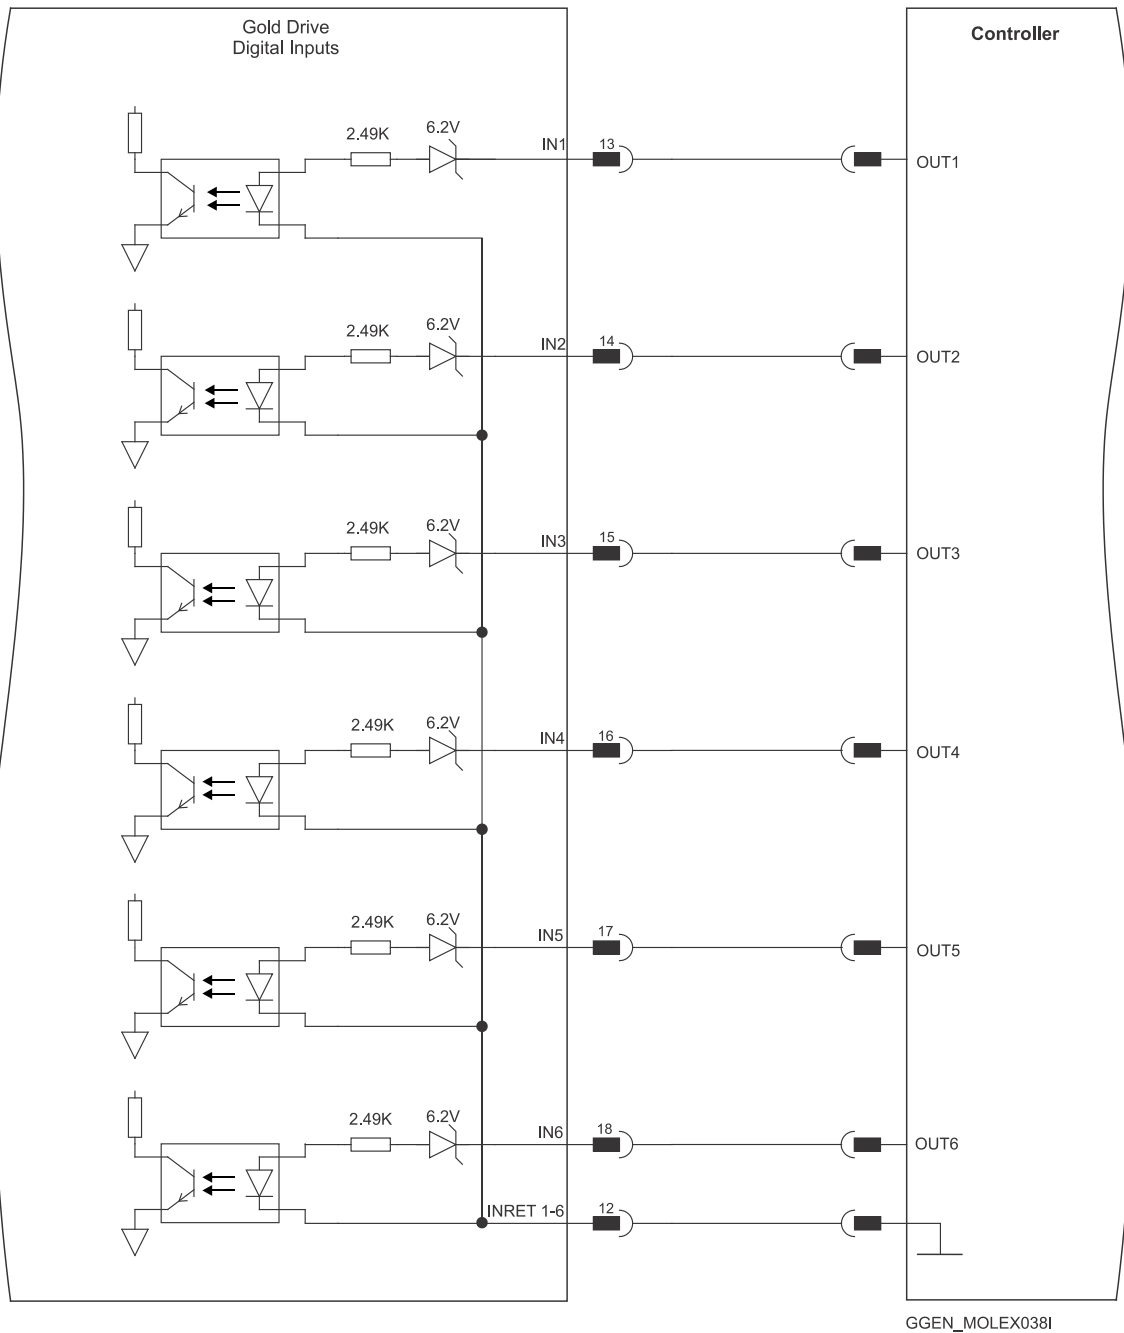 Gold Drive
Digital Inputs
Controller
2.49K
6.2V
IN1
13
OUT1
2.49K
6.2V
IN2
14
OUT2
2.49K
6.2V
IN3
15
OUT3
2.49K
6.2V
IN4
16
OUT4
2.49K
6.2V
IN5
17
OUT5
2.49K
6.2V
IN6
18
OUT6
INRET 1-6
12
GGEN_MOLEX038I